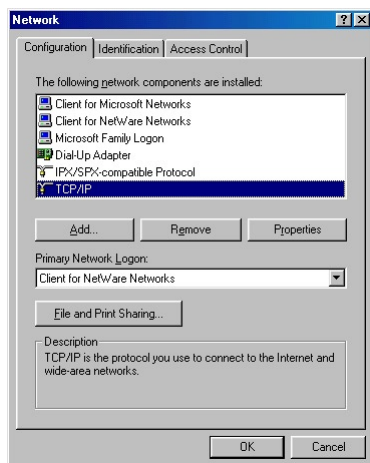 Network
Configuration Identification Access Control
The following network components are installed:
Client for Microsoft Networks
Client for NetWare Networks
Microsoft Family Logon
Dial-Up Adapter
IPX/SPX-compatible Protocol
TCP/IP
Add... Remove Properties
Primary Network Logon:
Client for NetWare Networks
File and Print Sharing...
Description
TCP/IP is the protocol you use to connect to the Internet and
wide-area networks.
OK Cancel